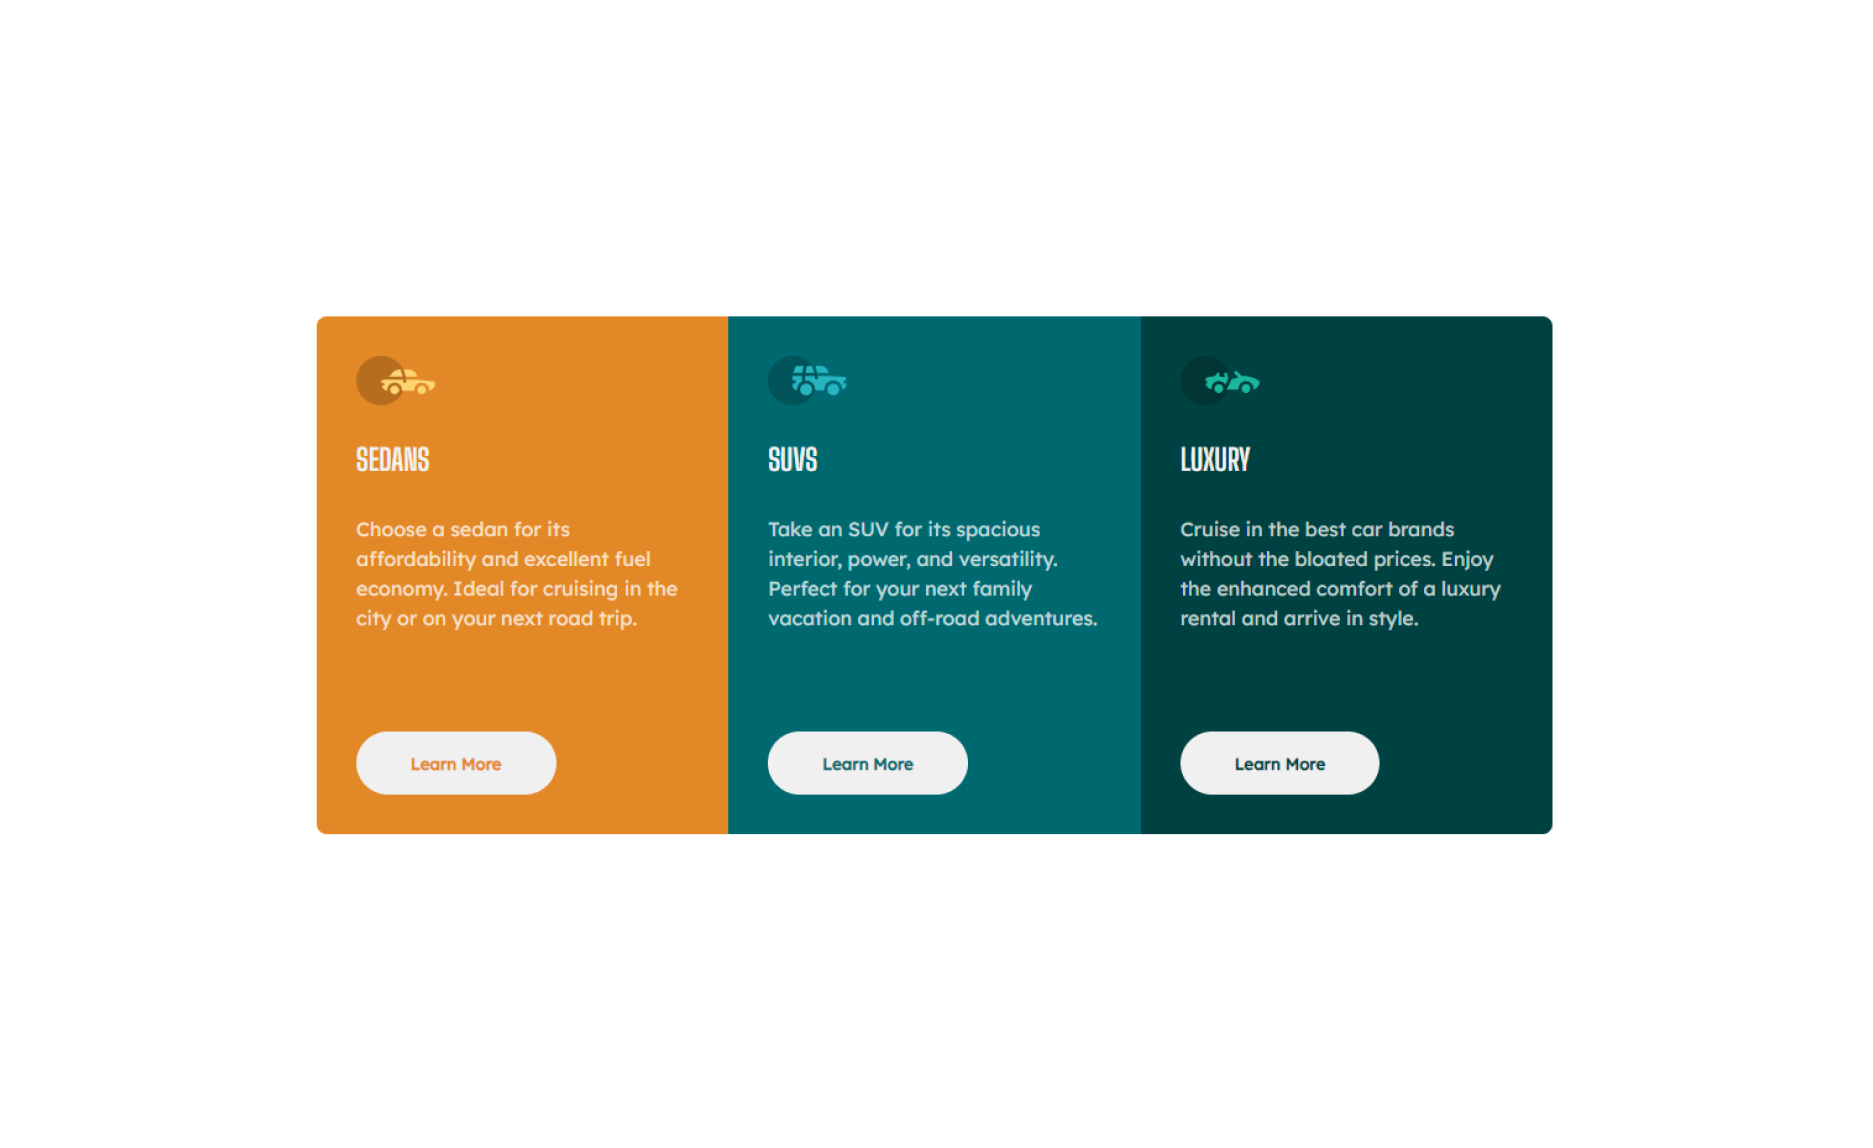 SEDANS
Choose a sedan for its
affordability and excellent fuel
economy. Ideal for cruising in the
city or on your next road trip.
Learn More
SUVS
Take an SUV for its spacious
interior, power, and versatility.
Perfect for your next family
vacation and off-road adventures.
Learn More
LUXURY
Cruise in the best car brands
without the bloated prices. Enjoy
the enhanced comfort of a luxury
rental and arrive in style.
Learn More